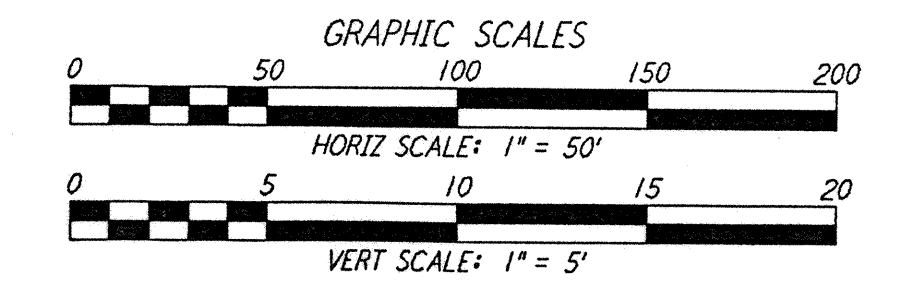 GRAPHIC SCALES
0 50 100 150 200
HORIZ SCALE: 1" = 50'
0 5 10 15 20
VERT SCALE: 1" = 5'